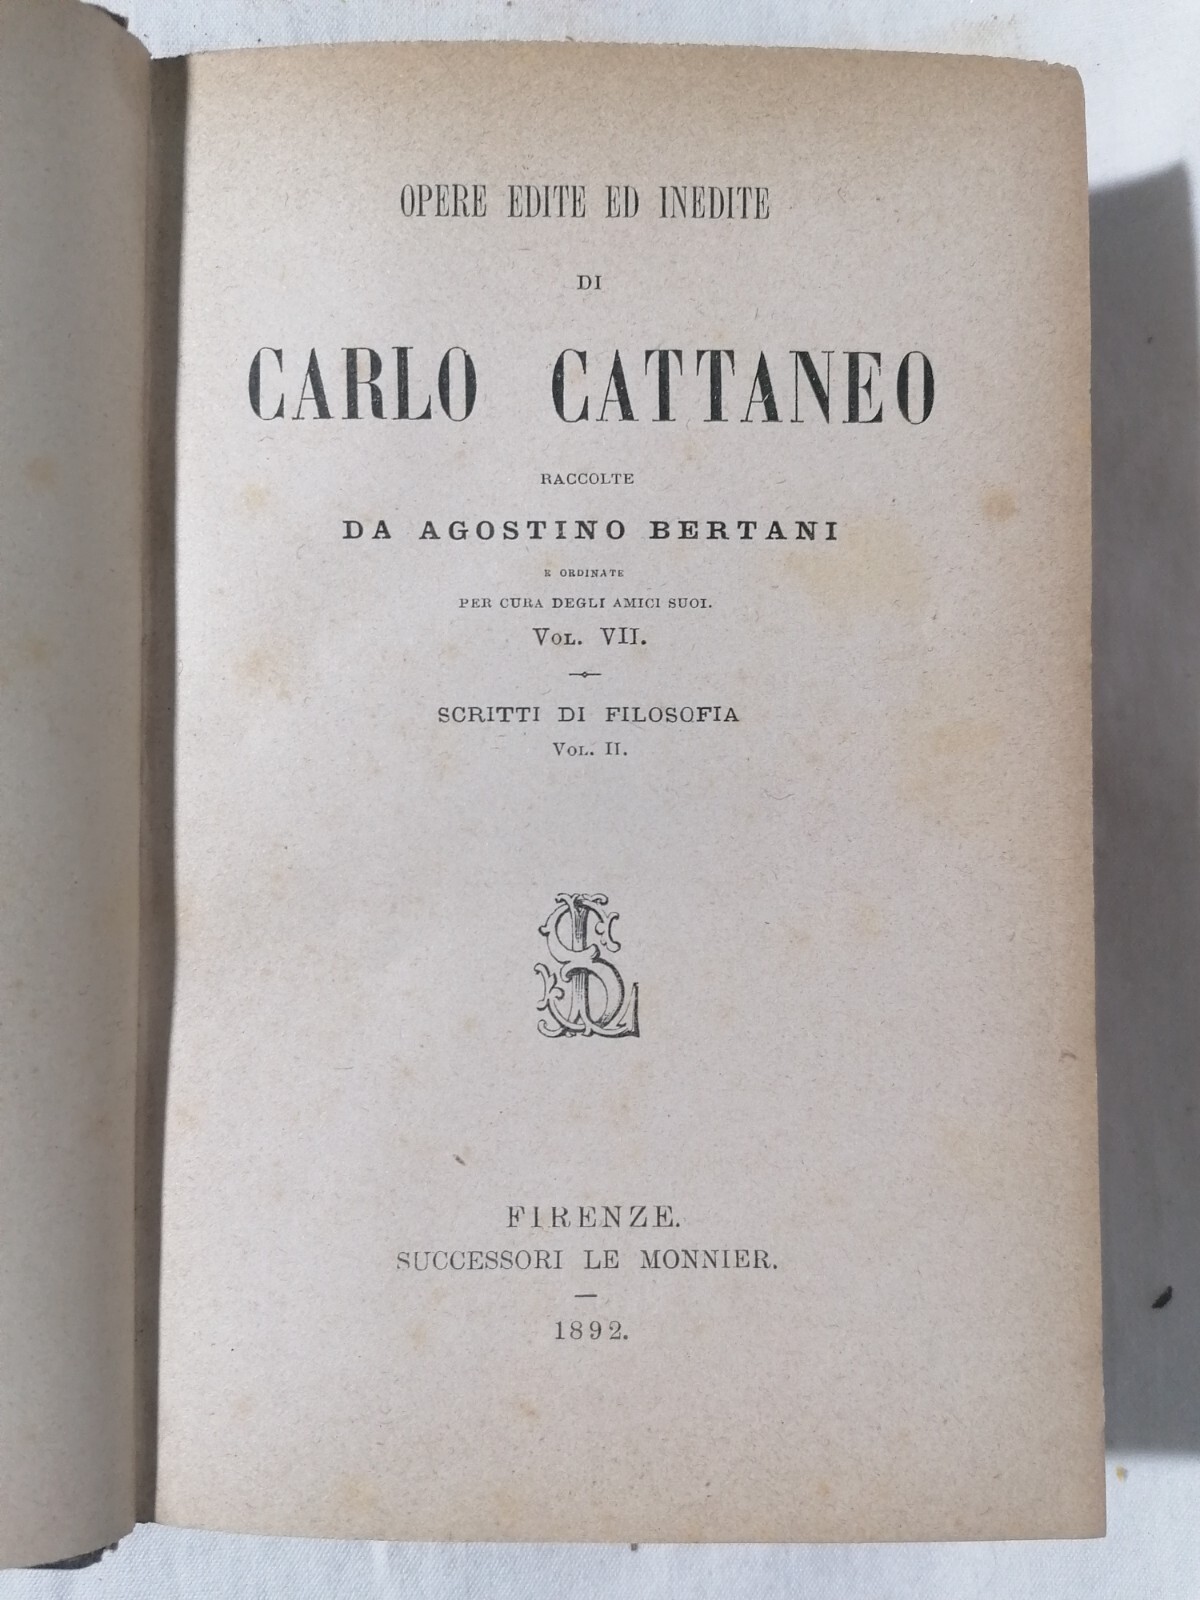 OPERE EDITE ED INEDITE
DI
CARLO CATTANEO
RACCOLTE
DA AGOSTINO BERTANI
E ORDINATE
PER CURA DEGLI AMICI SUOI.
VOL. VII.
SCRITTI DI FILOSOFIA
VOL. II.
FIRENZE.
SUCCESSORI LE MONNIER.
1892.